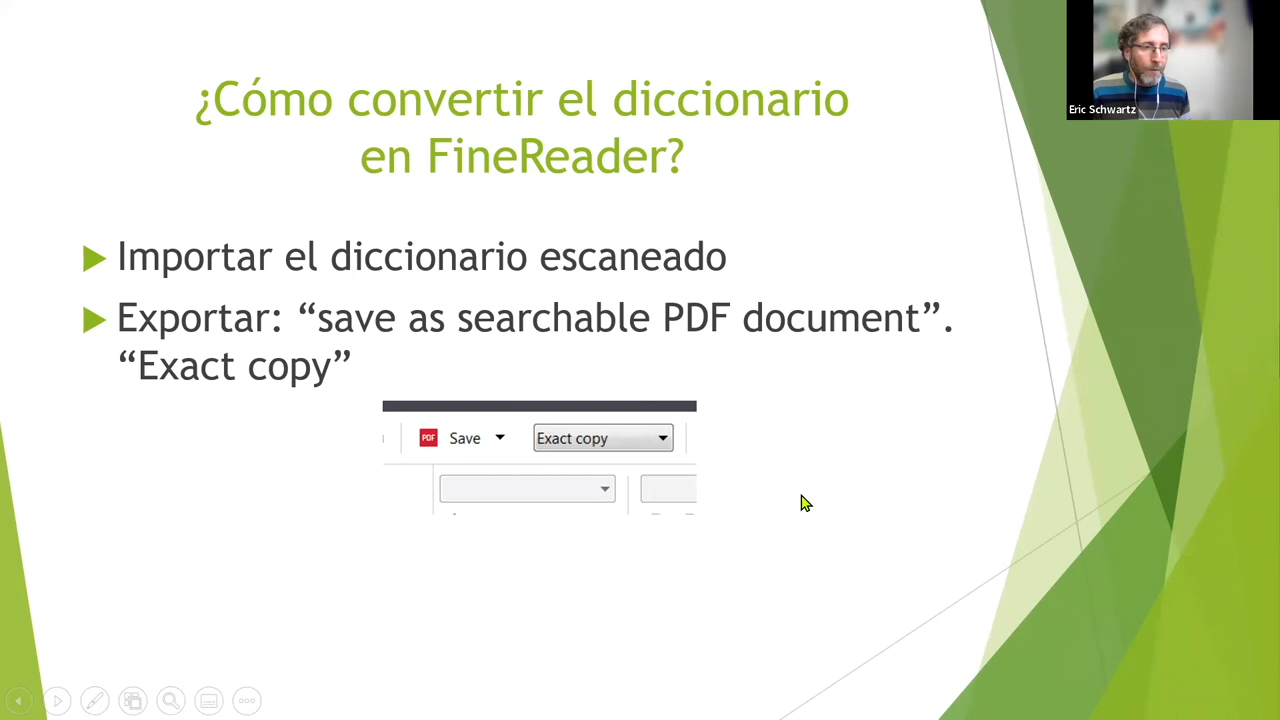 ¿Cómo convertir el diccionario
en FineReader?
Eric Schwartz
Importar el diccionario escaneado
Exportar: “save as searchable PDF document”.
“Exact copy”
PDF Save Exact copy